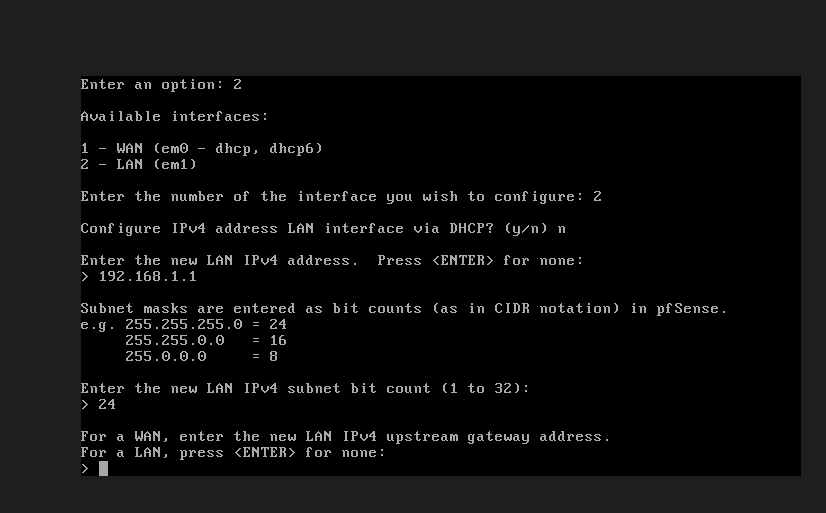 Enter an option: 2
Available interfaces:
1 - WAN (em0 - dhcp, dhcp6)
2 - LAN (em1)
Enter the number of the interface you wish to configure: 2
Configure IPv4 address LAN interface via DHCP? (y/n) n
Enter the new LAN IPv4 address.  Press <ENTER> for none:
> 192.168.1.1
Subnet masks are entered as bit counts (as in CIDR notation) in pfSense.
e.g. 255.255.255.0 = 24
     255.255.0.0   = 16
     255.0.0.0     = 8
Enter the new LAN IPv4 subnet bit count (1 to 32):
> 24
For a WAN, enter the new LAN IPv4 upstream gateway address.
For a LAN, press <ENTER> for none:
>